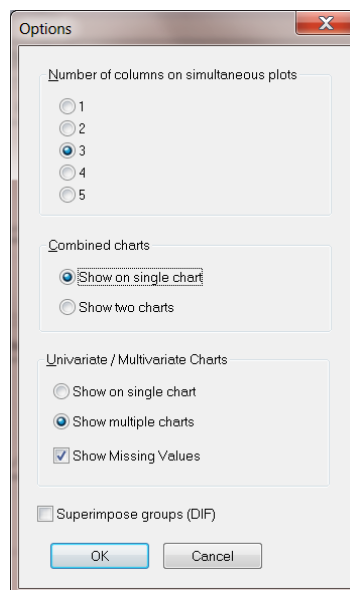 Options
Number of columns on simultaneous plots
1
2
3
4
5
Combined charts
Show on single chart
Show two charts
Univariate / Multivariate Charts
Show on single chart
Show multiple charts
Show Missing Values
Superimpose groups (DIF)
OK
Cancel